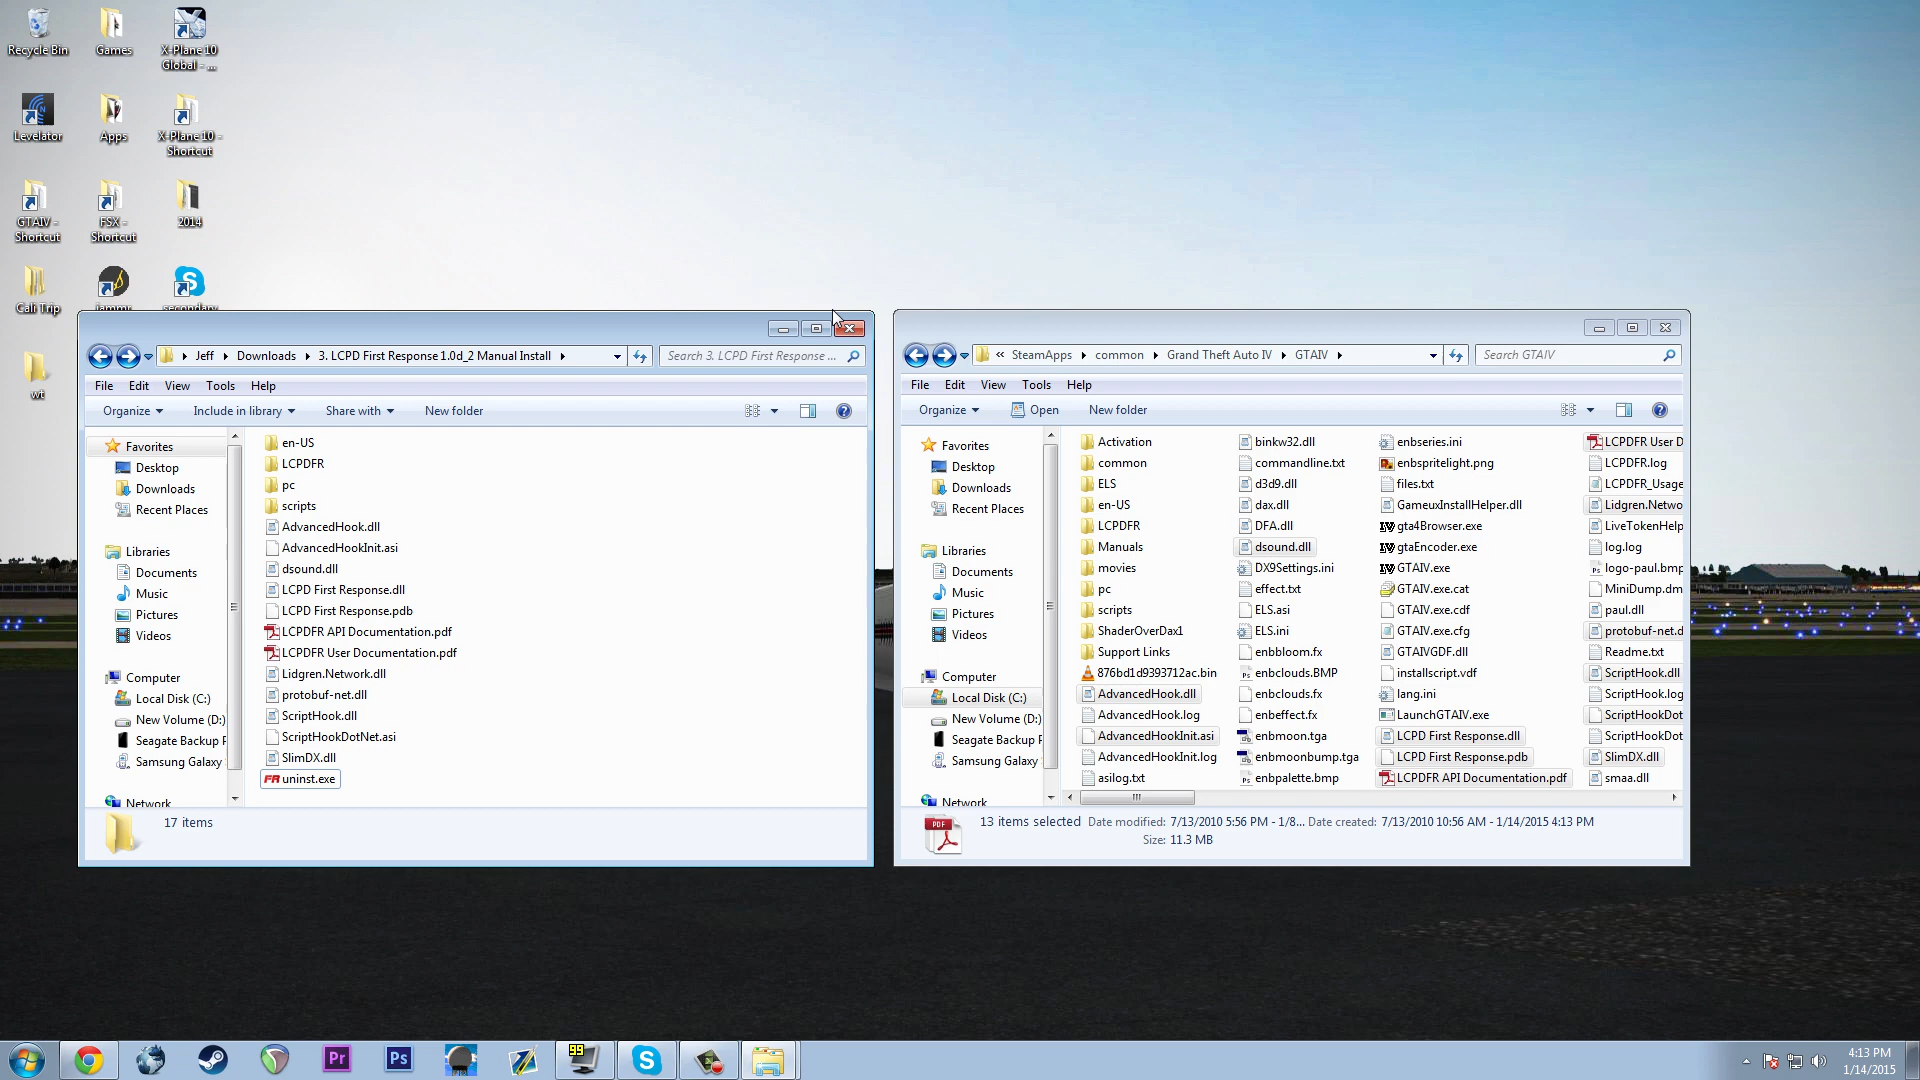 Recycle Bin
Games
X-Plane 10
Global - ...
Levelator
Apps
X-Plane 10 -
Shortcut
GTAIV -
Shortcut
FSX -
Shortcut
2014
Cali Trip
jammr
secondary
wt
Jeff
Downloads
3. LCPD First Response 1.0d_2 Manual Install
Search 3. LCPD First Response ...
File Edit View Tools Help
Organize
Include in library
Share with
New folder
Favorites
Desktop
Downloads
Recent Places
Libraries
Documents
Music
Pictures
Videos
Computer
Local Disk (C:)
New Volume (D:)
Seagate Backup P
Samsung Galaxy
Network
en-US
LCPDFR
pc
scripts
AdvancedHook.dll
AdvancedHookInit.asi
dsound.dll
LCPD First Response.dll
LCPD First Response.pdb
LCPDFR API Documentation.pdf
LCPDFR User Documentation.pdf
Lidgren.Network.dll
protobuf-net.dll
ScriptHook.dll
ScriptHookDotNet.asi
SlimDX.dll
FR uninst.exe
17 items
« SteamApps
common
Grand Theft Auto IV
GTAIV
Search GTAIV
File Edit View Tools Help
Organize
Open
New folder
Favorites
Desktop
Downloads
Recent Places
Libraries
Documents
Music
Pictures
Videos
Computer
Local Disk (C:)
New Volume (D:)
Seagate Backup P
Samsung Galaxy
Network
Activation
common
ELS
en-US
LCPDFR
Manuals
movies
pc
scripts
ShaderOverDax1
Support Links
876bd1d9393712ac.bin
AdvancedHook.dll
AdvancedHook.log
AdvancedHookInit.asi
AdvancedHookInit.log
asilog.txt
binkw32.dll
commandline.txt
d3d9.dll
dax.dll
DFA.dll
dsound.dll
DX9Settings.ini
effect.txt
ELS.asi
ELS.ini
enbbloom.fx
enbclouds.BMP
enbclouds.fx
enbeffect.fx
enbmoon.tga
enbmoonbump.tga
enbpalette.bmp
enbseries.ini
enbspritelight.png
files.txt
GameuxInstallHelper.dll
gta4Browser.exe
gtaEncoder.exe
GTAIV.exe
GTAIV.exe.cat
GTAIV.exe.cdf
GTAIV.exe.cfg
GTAIVGDF.dll
installscript.vdf
lang.ini
LaunchGTAIV.exe
LCPD First Response.dll
LCPD First Response.pdb
LCPDFR API Documentation.pdf
LCPDFR User D
LCPDFR.log
LCPDFR_Usage
Lidgren.Netwo
LiveTokenHelp
log.log
logo-paul.bmp
MiniDump.dm
paul.dll
protobuf-net.d
Readme.txt
ScriptHook.dll
ScriptHook.log
ScriptHookDot
ScriptHookDot
SlimDX.dll
smaa.dll
PDF
13 items selected Date modified: 7/13/2010 5:56 PM - 1/8... Date created: 7/13/2010 10:56 AM - 1/14/2015 4:13 PM
Size: 11.3 MB
Pr
Ps
99
4:13 PM
1/14/2015